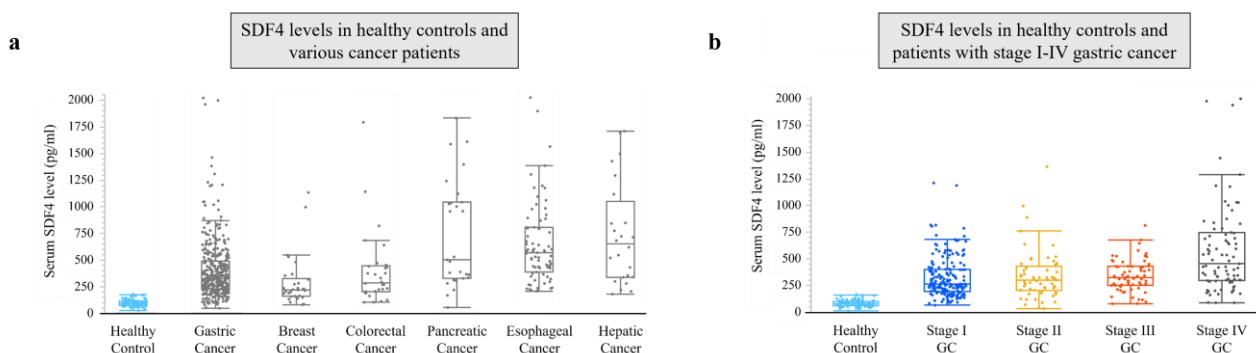 a
SDF4 levels in healthy controls and
various cancer patients
Serum SDF4 level (pg/ml)
2000
1750
1500
1250
1000
750
500
250
0
Healthy
Control
Gastric
Cancer
Breast
Cancer
Colorectal
Cancer
Pancreatic
Cancer
Esophageal
Cancer
Hepatic
Cancer
b
SDF4 levels in healthy controls and
patients with stage I-IV gastric cancer
Serum SDF4 level (pg/ml)
2000
1750
1500
1250
1000
750
500
250
0
Healthy
Control
Stage I
GC
Stage II
GC
Stage III
GC
Stage IV
GC